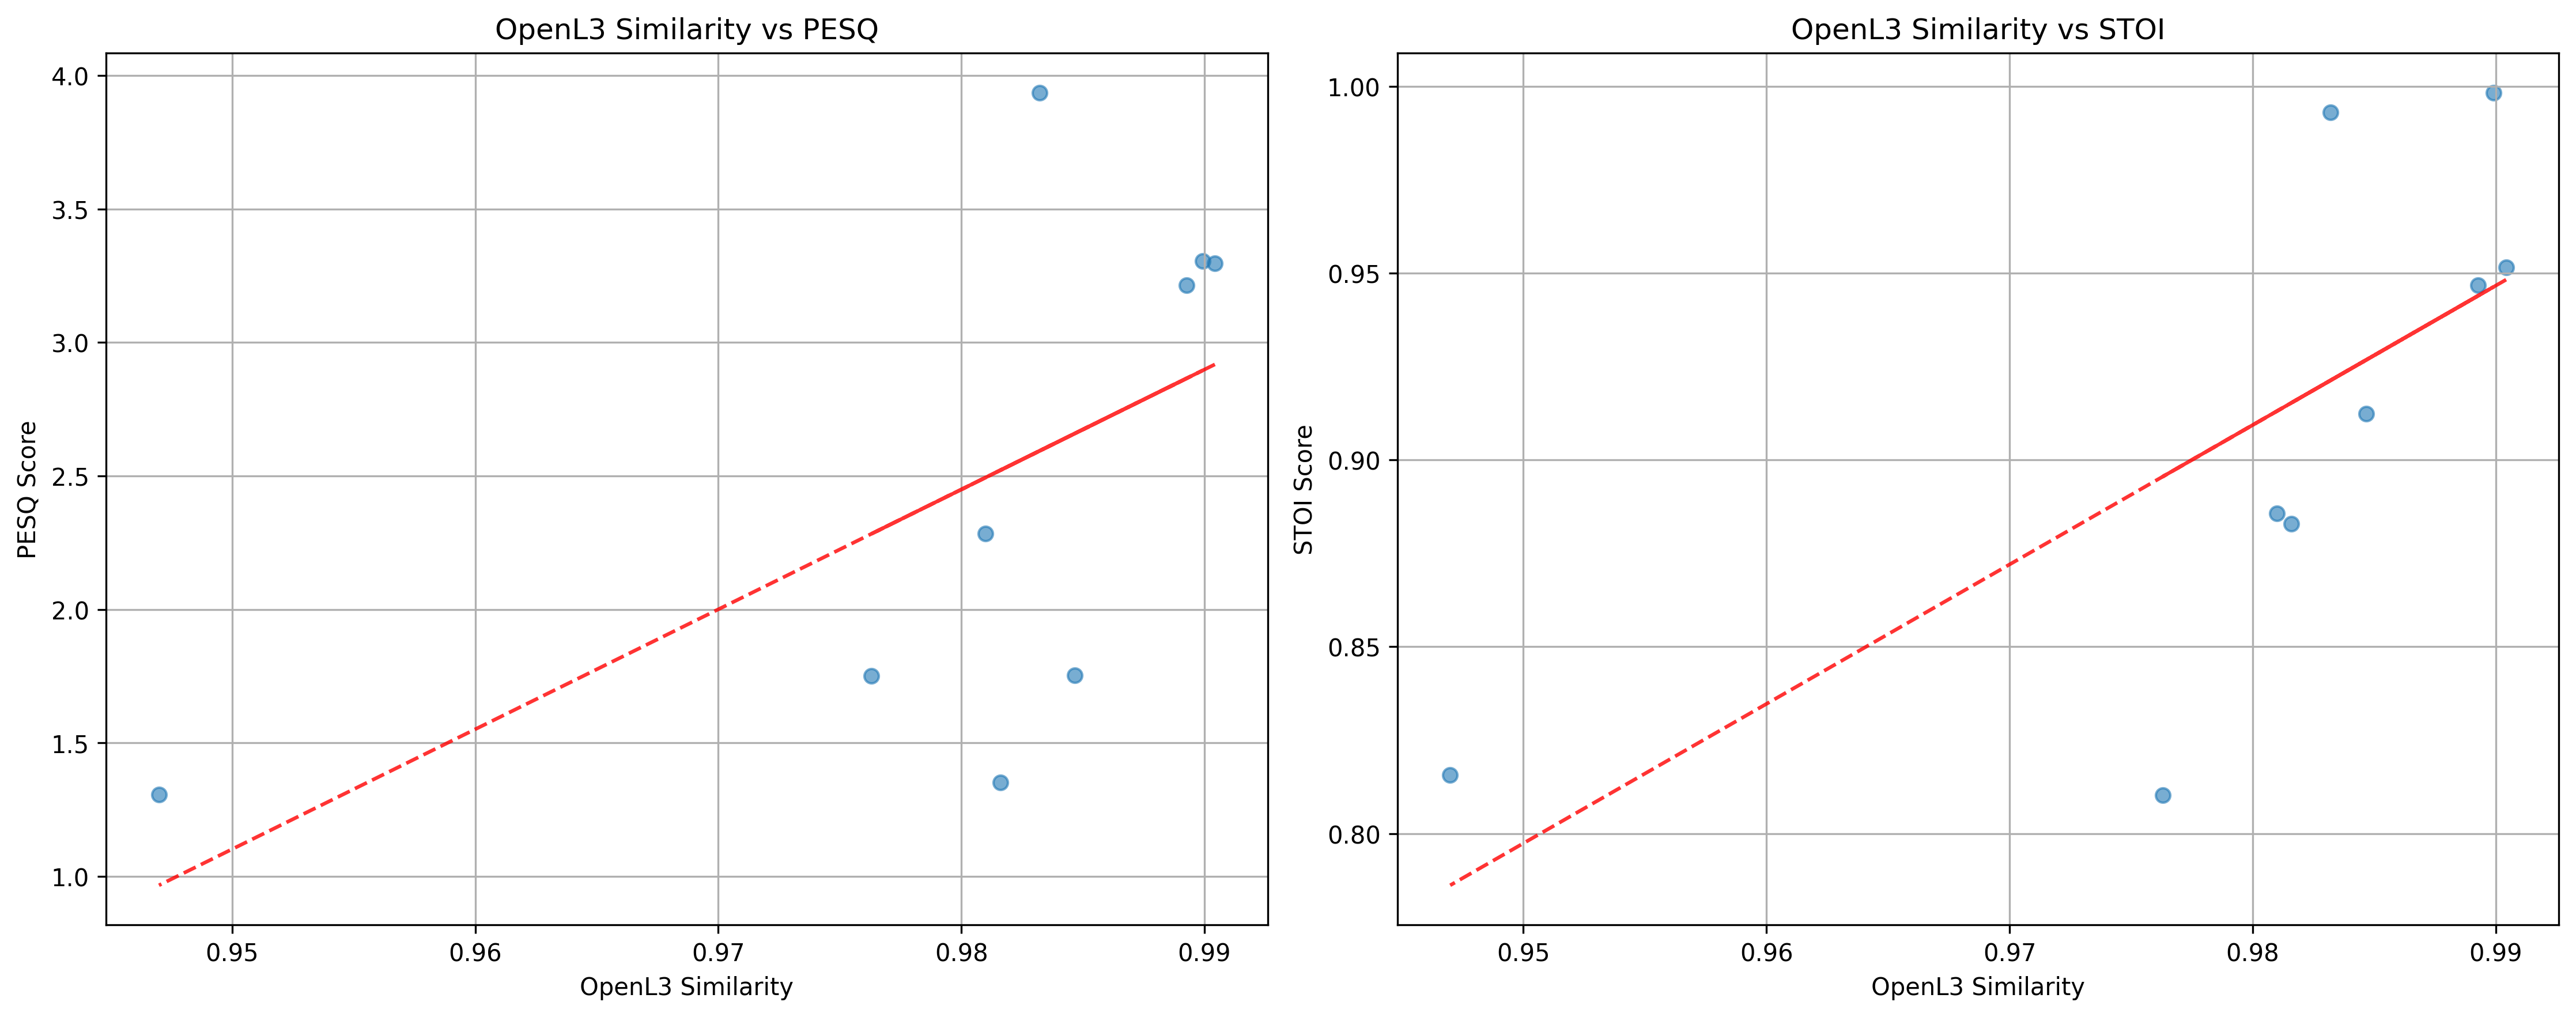 OpenL3 Similarity vs PESQ
4.0
3.5
3.0
2.5
2.0
1.5
1.0
PESQ Score
0.95 0.96 0.97 0.98 0.99
OpenL3 Similarity
OpenL3 Similarity vs STOI
1.00
0.95
0.90
0.85
0.80
STOI Score
0.95 0.96 0.97 0.98 0.99
OpenL3 Similarity